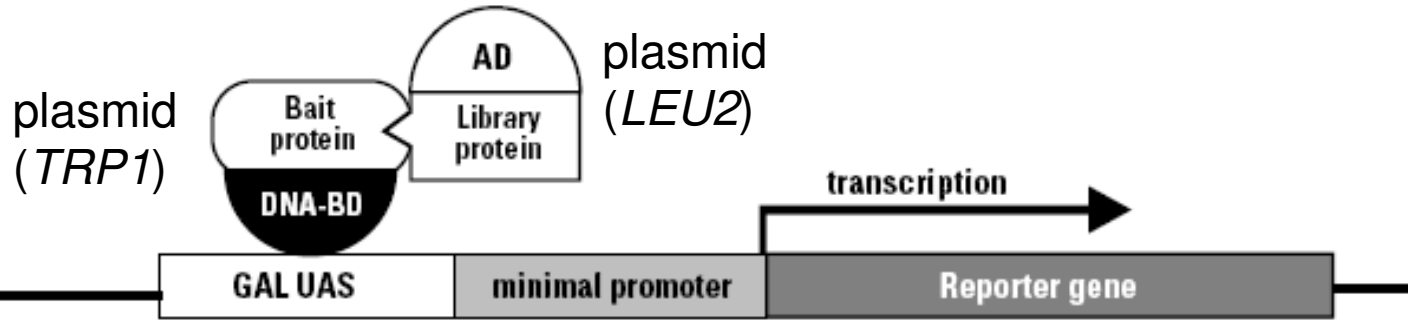 plasmid
(TRP1)
Bait
protein
DNA-BD
AD
Library
protein
plasmid
(LEU2)
transcription
GAL UAS
minimal promoter
Reporter gene